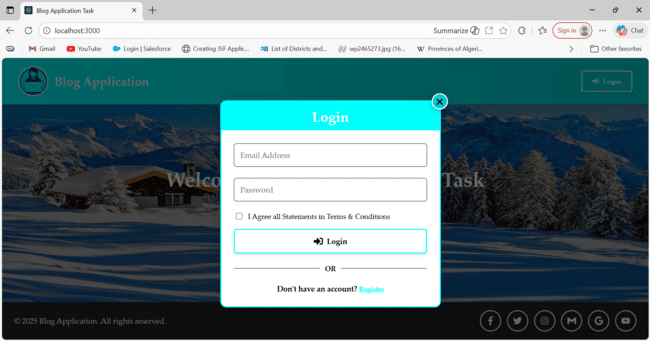 Blog Application Task
localhost:3000
Summarize
Sign in
Chat
Gmail
YouTube
Login | Salesforce
Creating JSF Applic...
List of Districts and...
wp2465273.jpg (16...
Provinces of Algeri...
Other favorites
Blog Application
Login
Login
Welco
Task
Email Address
Password
I Agree all Statements in Terms & Conditions
Login
OR
Don't have an account? Register
© 2025 Blog Application. All rights reserved.